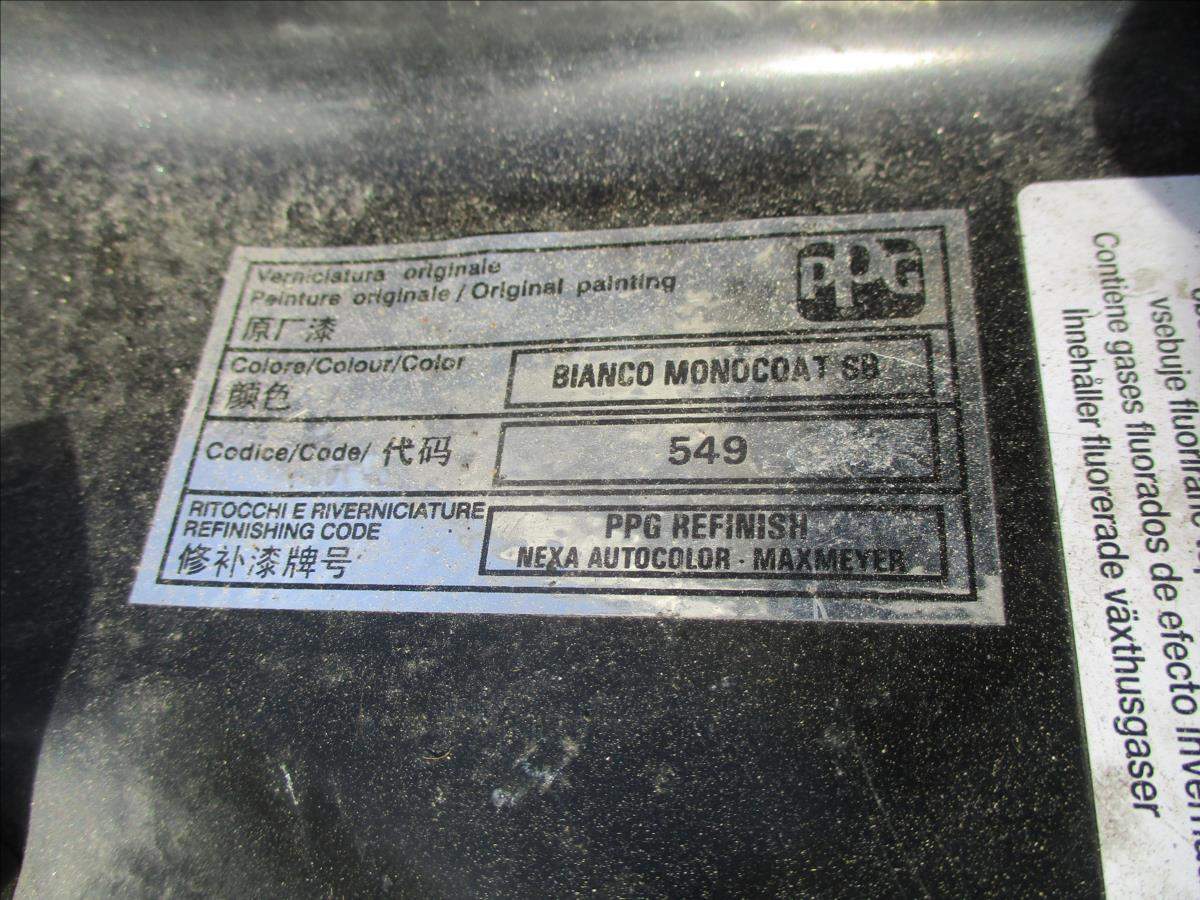 Verniciatura originale
Peinture originale / Original painting
原厂漆
PPG
Colore/Colour/Color
颜色
BIANCO MONOCOAT SB
Codice/Code/ 代码
549
RITOCCHI E RIVERNICIATURE
REFINISHING CODE
修补漆牌号
PPG REFINISH
NEXA AUTOCOLOR - MAXMEYER
vsebuje
Contiene gases fluorados de efecto
Innehåller fluorerade växthusgaser